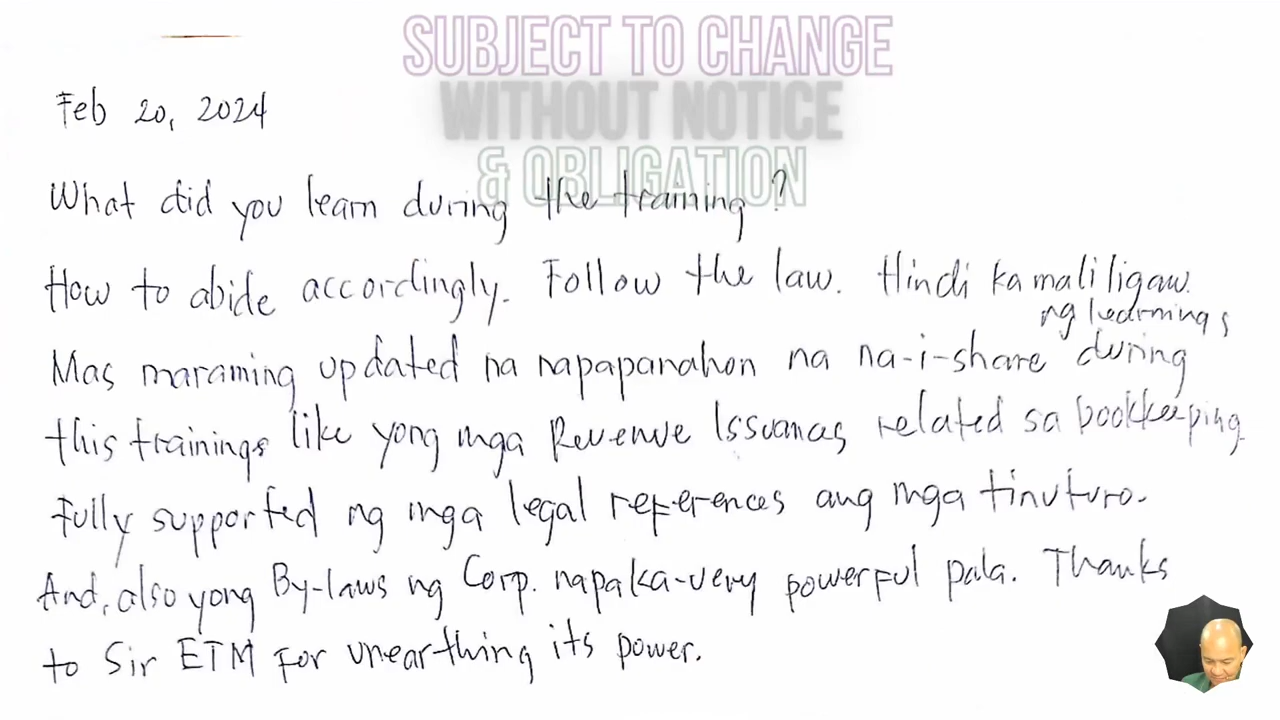 SUBJECT TO CHANGE
WITHOUT NOTICE
& OBLIGATION
Feb 20, 2024
What did you learn during the training?
How to abide accordingly. Follow the law. Hindi ka maliligaw.
ng learnings
Mas maraming updated na napapanahon na na-i-share during
this trainings like yong mga Revenue Issuances related sa bookkeeping.
Fully supported ng mga legal references ang mga tinuturo.
And, also yong By-laws ng Corp. napaka-very powerful pala. Thanks
to Sir ETM for unearthing its power.